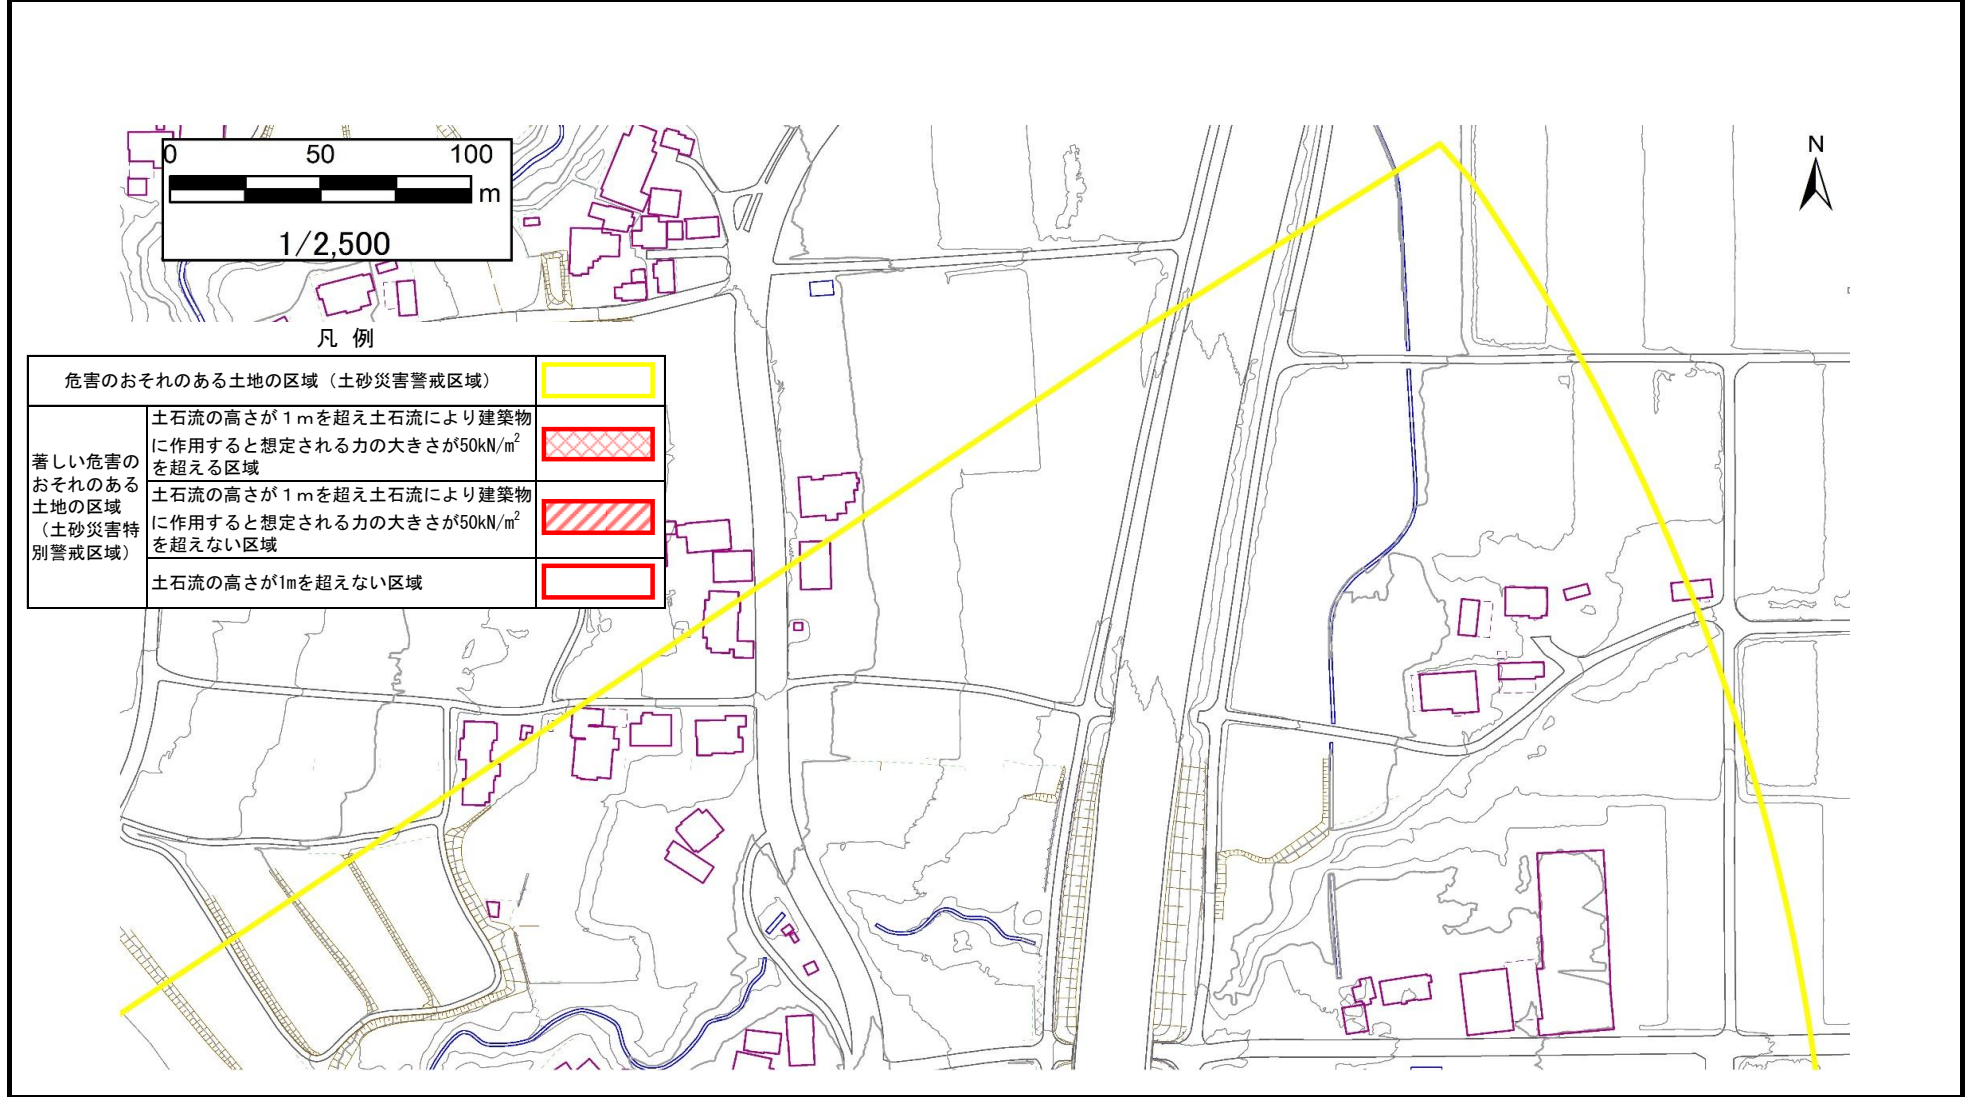 0 50 100
m
1/2,500
N
凡 例
危害のおそれのある土地の区域（土砂災害警戒区域）
著しい危害の
おそれのある
土地の区域
（土砂災害特
別警戒区域）
土石流の高さが１ｍを超え土石流により建築物
に作用すると想定される力の大きさが50kN/㎡
を超える区域
土石流の高さが１ｍを超え土石流により建築物
に作用すると想定される力の大きさが50kN/㎡
を超えない区域
土石流の高さが1mを超えない区域